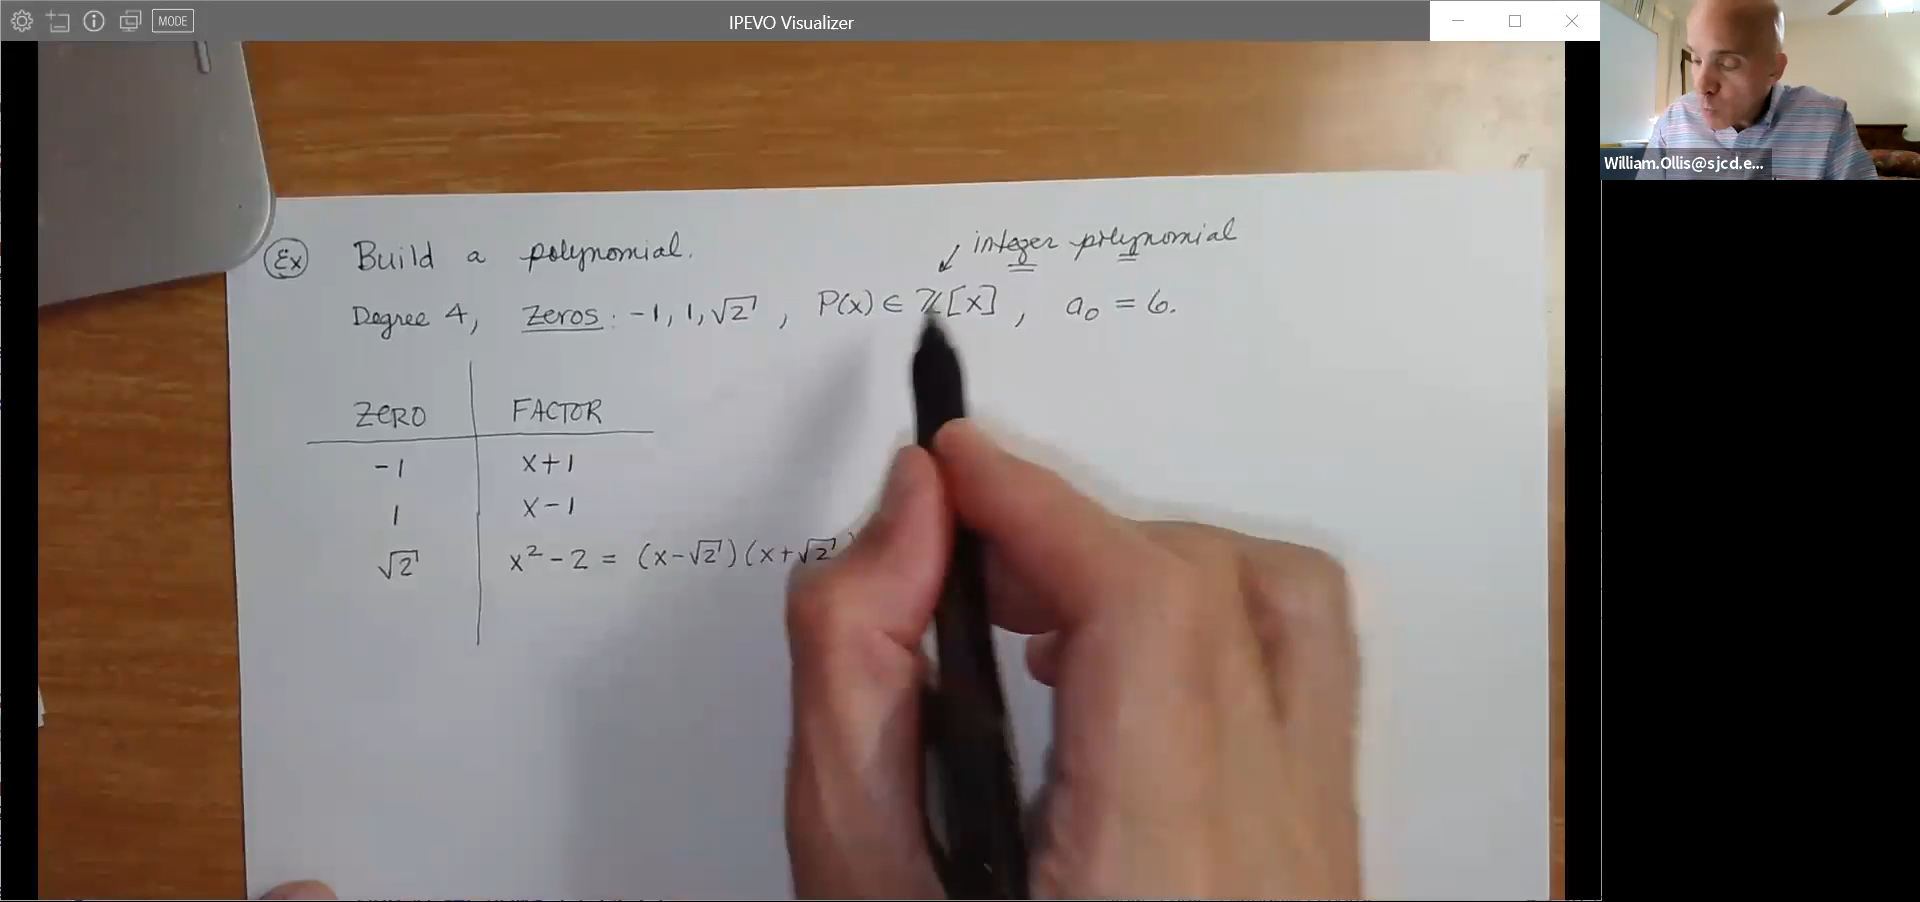 MODE
IPEVO Visualizer
William.Ollis@sjcd.e...
Ex Build a polynomial.
↙ integer polynomial
Degree 4, Zeros: -1, 1, √2, P(x) ∈ ℤ[x], a₀ = 6.
ZERO FACTOR
-1 x+1
1 x-1
√2 x² - 2 = (x-√2)(x+√2)